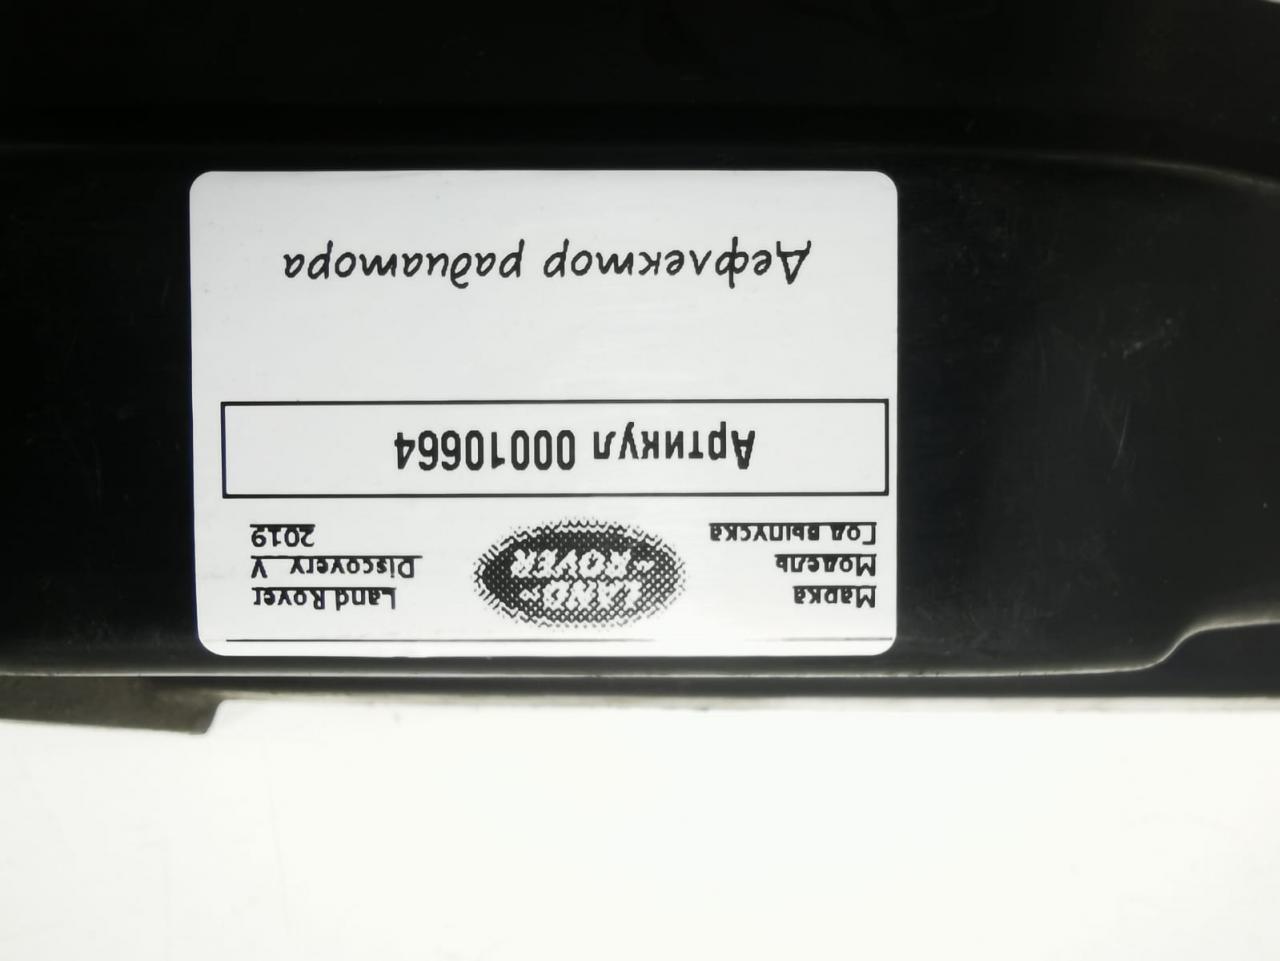 Марка Land Rover
Модель Discovery V
Год выпуска 2019
LAND
ROVER
Артикул 00010664
Дефлектор радиатора